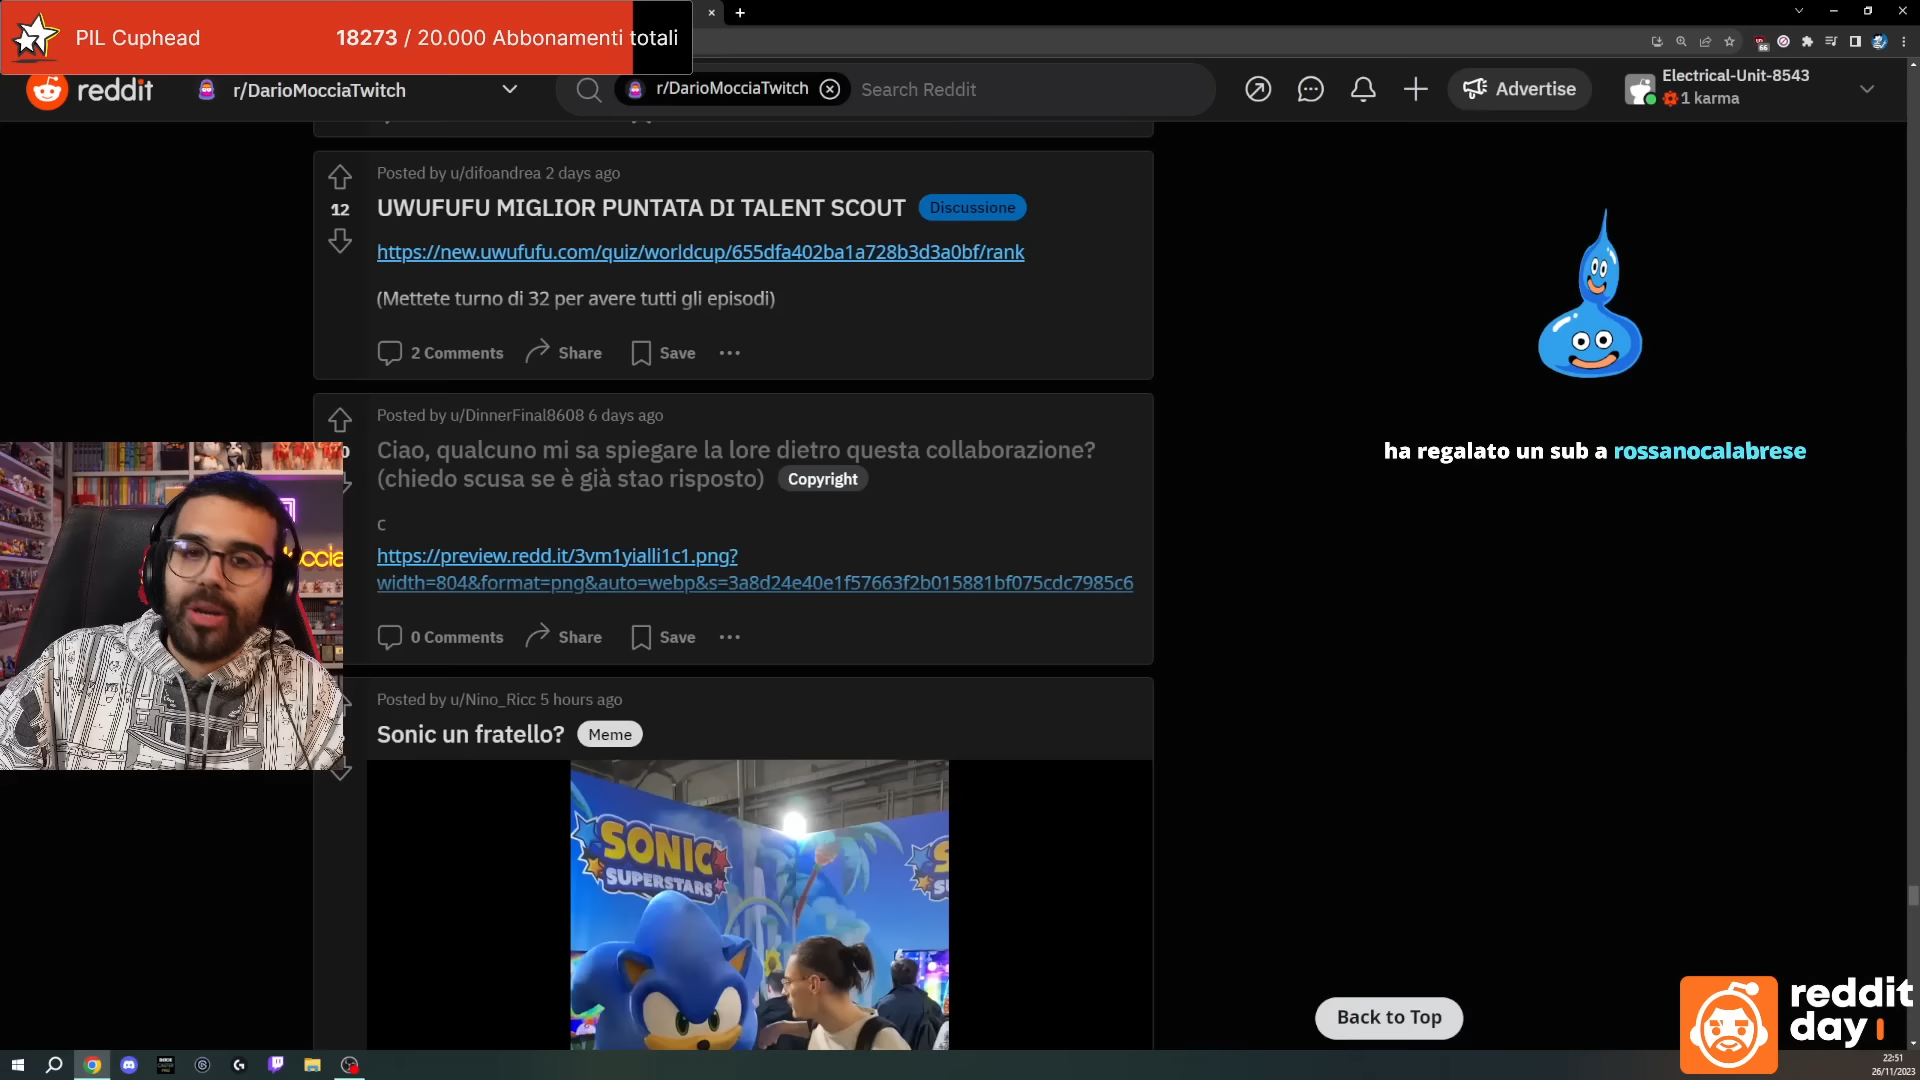 PIL Cuphead
18273 / 20.000 Abbonamenti totali
reddit
r/DarioMocciaTwitch
r/DarioMocciaTwitch
Search Reddit
Advertise
Electrical-Unit-8543
1 karma
Posted by u/difoandrea 2 days ago
12
UWUFUFU MIGLIOR PUNTATA DI TALENT SCOUT
Discussione
https://new.uwufufu.com/quiz/worldcup/655dfa402ba1a728b3d3a0bf/rank
(Mettete turno di 32 per avere tutti gli episodi)
2 Comments
Share
Save
ha regalato un sub a rossanocalabrese
Posted by u/DinnerFinal8608 6 days ago
Ciao, qualcuno mi sa spiegare la lore dietro questa collaborazione?
(chiedo scusa se è già stao risposto)
Copyright
c
https://preview.redd.it/3vm1yialli1c1.png?
width=804&format=png&auto=webp&s=3a8d24e40e1f57663f2b015881bf075cdc7985c6
0 Comments
Share
Save
Posted by u/Nino_Ricc 5 hours ago
Sonic un fratello?
Meme
SONIC
SUPERSTARS
Back to Top
reddit
day
22:51
26/11/2023